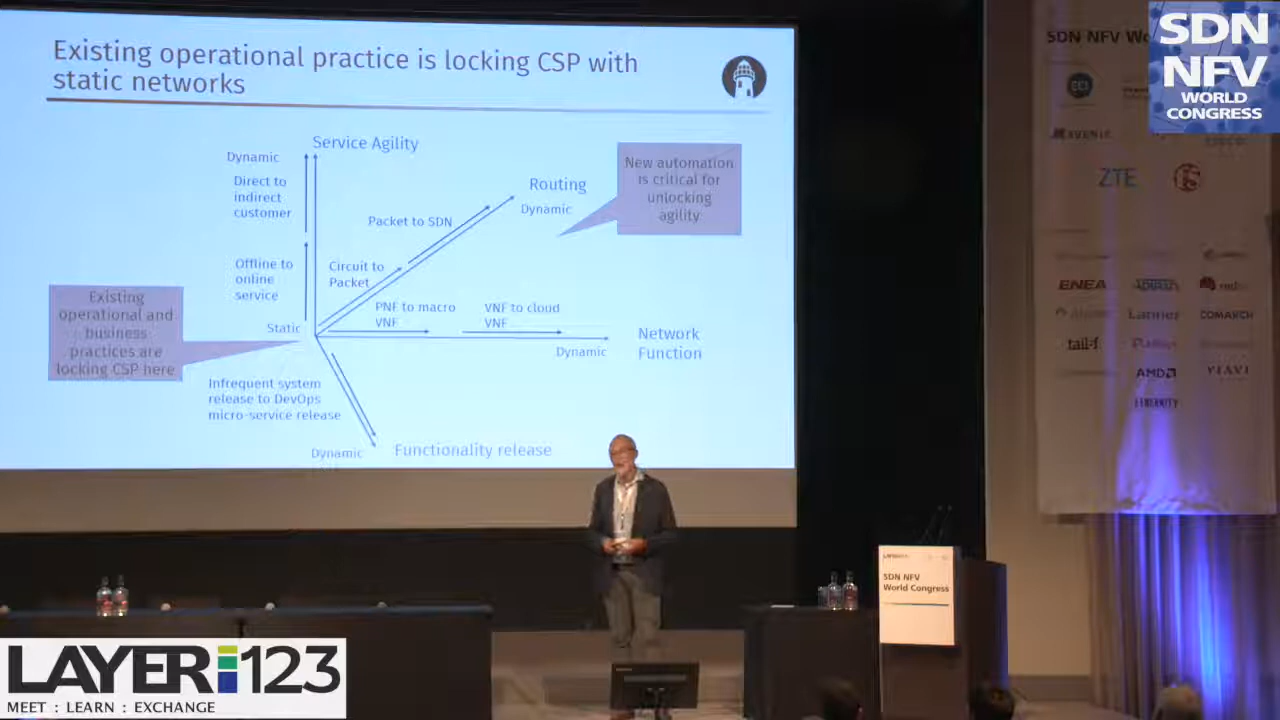 Existing operational practice is locking CSP with
static networks
Service Agility
Dynamic
Direct to
indirect
customer
Offline to
online
service
Static
Routing
Dynamic
Packet to SDN
Circuit to
Packet
New automation
is critical for
unlocking
agility
PNF to macro
VNF
VNF to cloud
VNF
Dynamic
Network
Function
Existing
operational and
business
practices are
locking CSP here
Infrequent system
release to DevOps
micro-service release
Dynamic
Functionality release
SDN
NFV
WORLD
CONGRESS
SDN NFV
ZTE
ENEA
Lanner
COMARCH
tail-f
AMD
VIAVI
SDN NFV
World Congress
LAYER123
MEET : LEARN : EXCHANGE